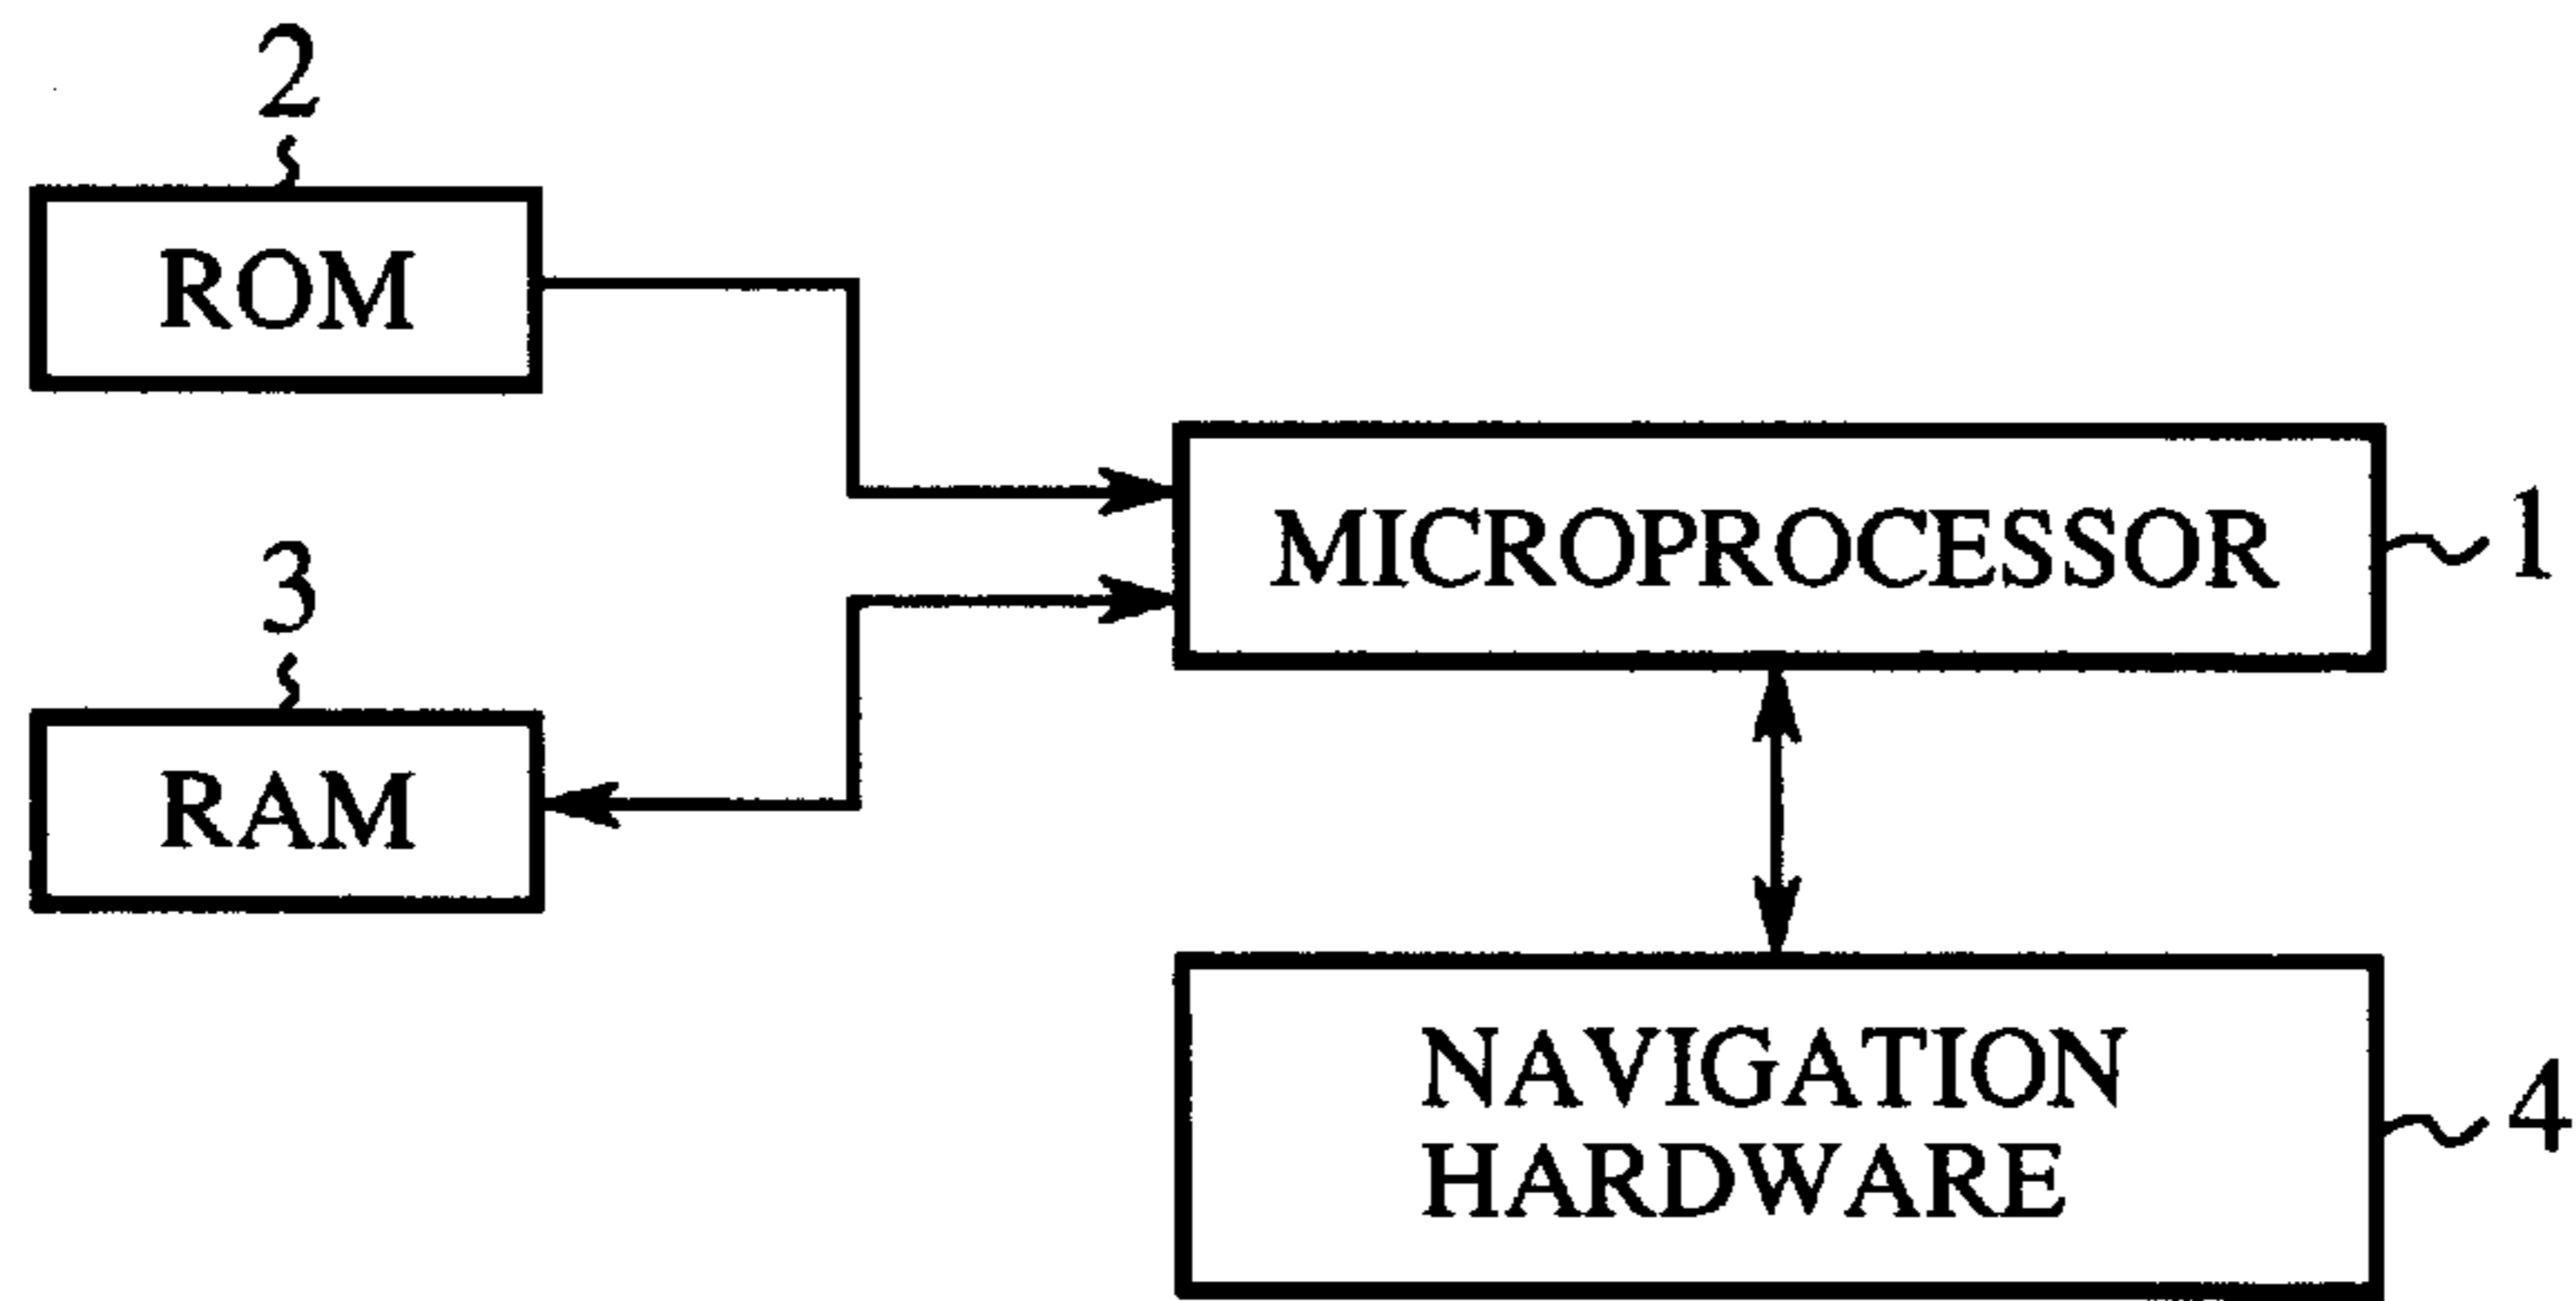 2
ROM
MICROPROCESSOR
1
3
RAM
NAVIGATION
HARDWARE
4